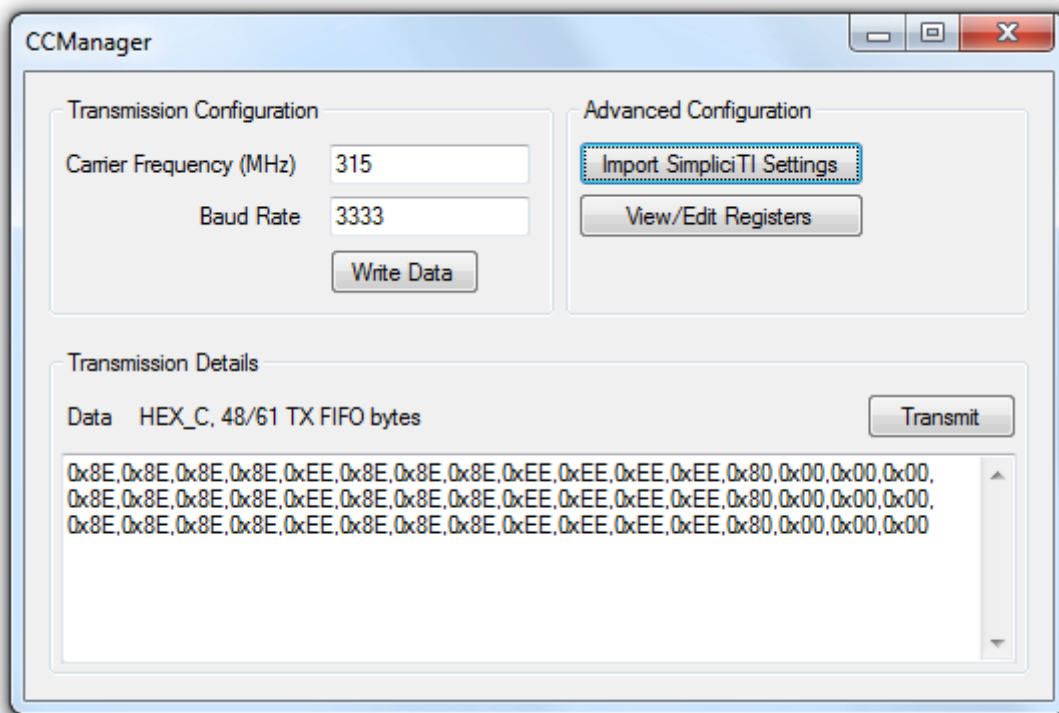 CCManager
Transmission Configuration
Carrier Frequency (MHz) 315
Baud Rate 3333
Write Data
Advanced Configuration
Import SimpliciTI Settings
View/Edit Registers
Transmission Details
Data HEX_C, 48/61 TX FIFO bytes
Transmit
0x8E,0x8E,0x8E,0x8E,0xEE,0x8E,0x8E,0x8E,0xEE,0xEE,0xEE,0xEE,0x80,0x00,0x00,0x00,
0x8E,0x8E,0x8E,0x8E,0xEE,0x8E,0x8E,0x8E,0xEE,0xEE,0xEE,0xEE,0x80,0x00,0x00,0x00,
0x8E,0x8E,0x8E,0x8E,0xEE,0x8E,0x8E,0x8E,0xEE,0xEE,0xEE,0xEE,0x80,0x00,0x00,0x00